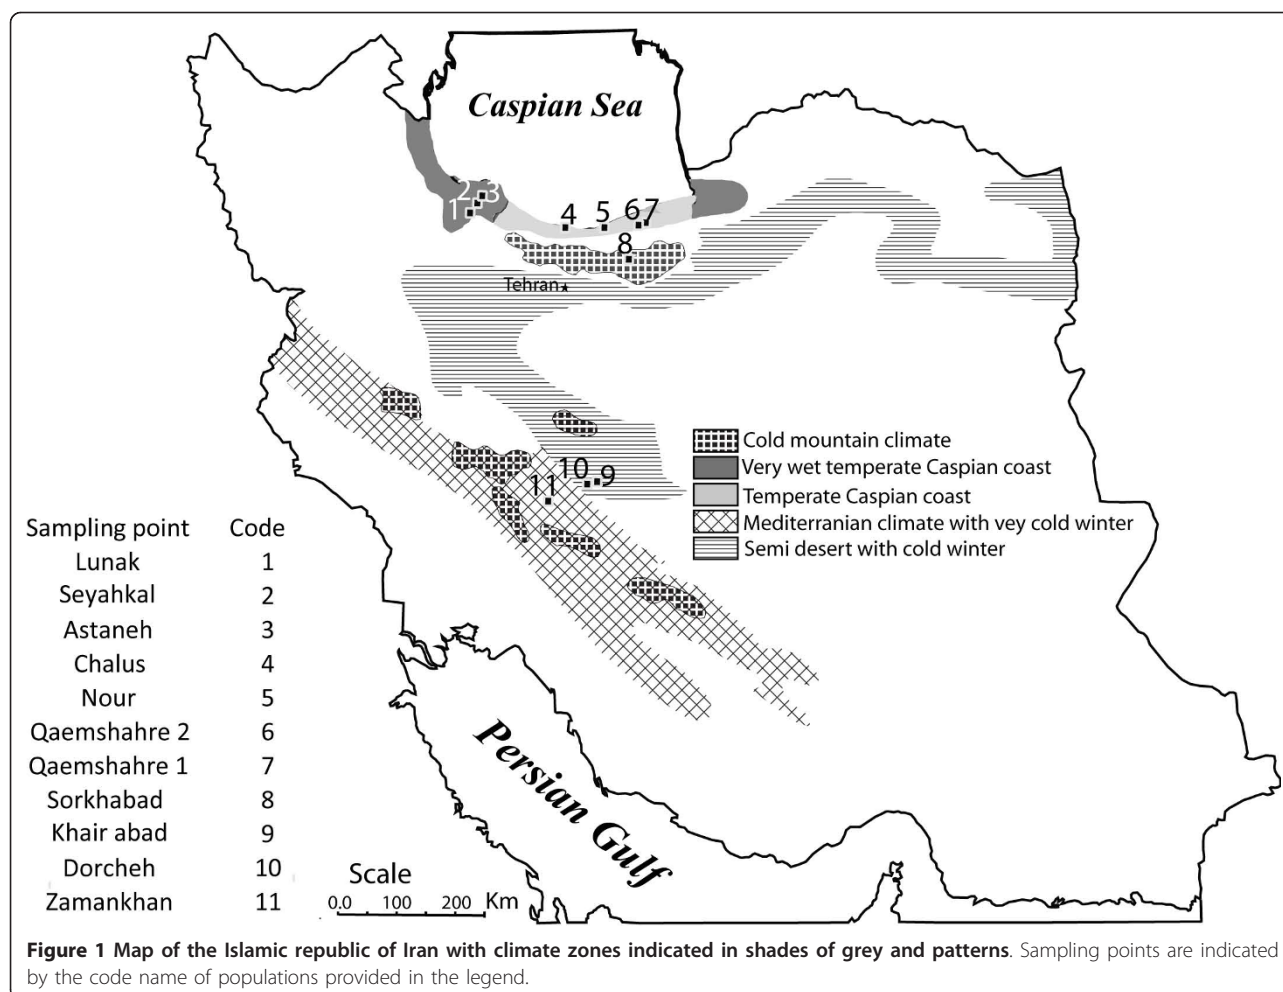 Caspian Sea
2 3
1
4 5 6 7
8
Tehran
10 9
11
Cold mountain climate
Very wet temperate Caspian coast
Temperate Caspian coast
Mediterranian climate with vey cold winter
Semi desert with cold winter
Sampling point Code
Lunak 1
Seyahkal 2
Astaneh 3
Chalus 4
Nour 5
Qaemshahre 2 6
Qaemshahre 1 7
Sorkhabad 8
Khair abad 9
Dorcheh 10
Zamankhan 11
Persian Gulf
Scale
0.0 100 200 Km
Figure 1 Map of the Islamic republic of Iran with climate zones indicated in shades of grey and patterns. Sampling points are indicated
by the code name of populations provided in the legend.